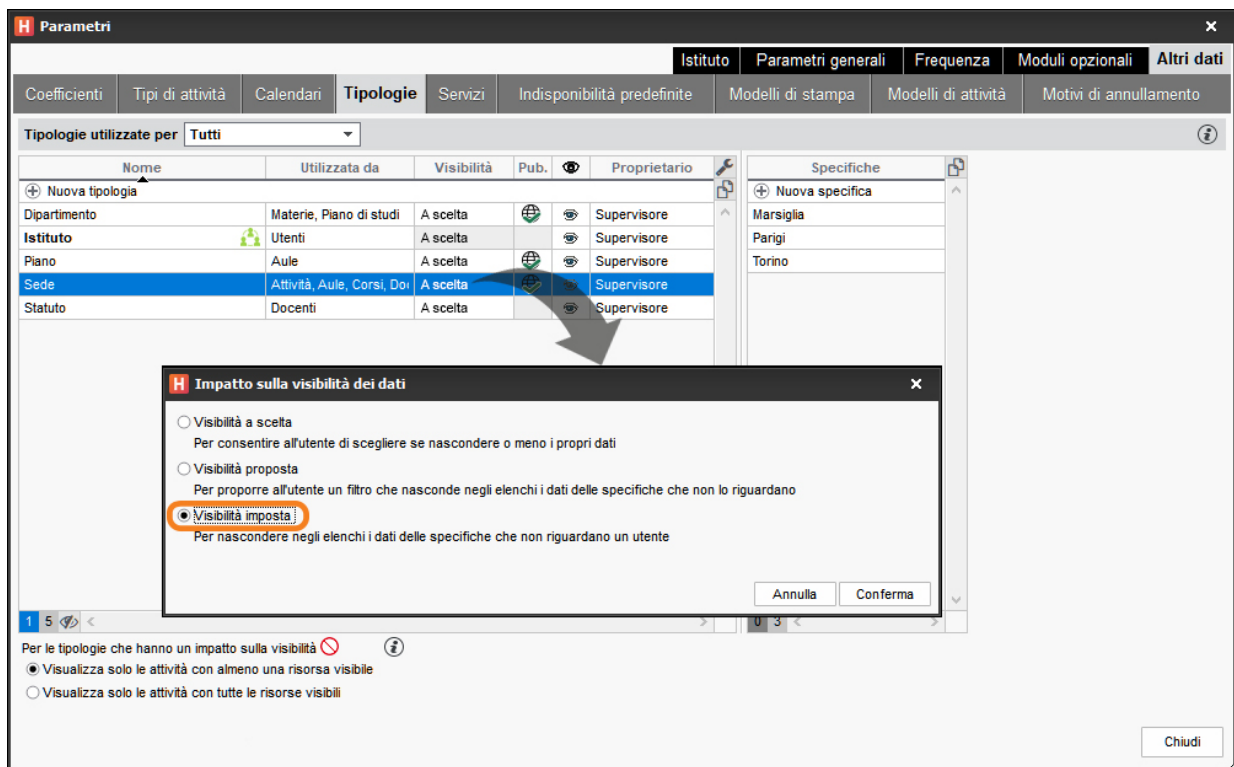 H Parametri
Istituto Parametri generali Frequenza Moduli opzionali Altri dati
Coefficienti Tipi di attività Calendari Tipologie Servizi Indisponibilità predefinite Modelli di stampa Modelli di attività Motivi di annullamento
Tipologie utilizzate per Tutti
Nome Utilizzata da Visibilità Pub. Proprietario Specifiche
Nuova tipologia Nuova specifica
Dipartimento Materie, Piano di studi A scelta Supervisore Marsiglia
Istituto Utenti A scelta Supervisore Parigi
Piano Aule A scelta Supervisore Torino
Sede Attività, Aule, Corsi, Do A scelta Supervisore
Statuto Docenti A scelta Supervisore
H Impatto sulla visibilità dei dati
Visibilità a scelta
Per consentire all'utente di scegliere se nascondere o meno i propri dati
Visibilità proposta
Per proporre all'utente un filtro che nasconde negli elenchi i dati delle specifiche che non lo riguardano
Visibilità imposta
Per nascondere negli elenchi i dati delle specifiche che non riguardano un utente
Annulla Conferma
1 5 0 3
Per le tipologie che hanno un impatto sulla visibilità
Visualizza solo le attività con almeno una risorsa visibile
Visualizza solo le attività con tutte le risorse visibili
Chiudi